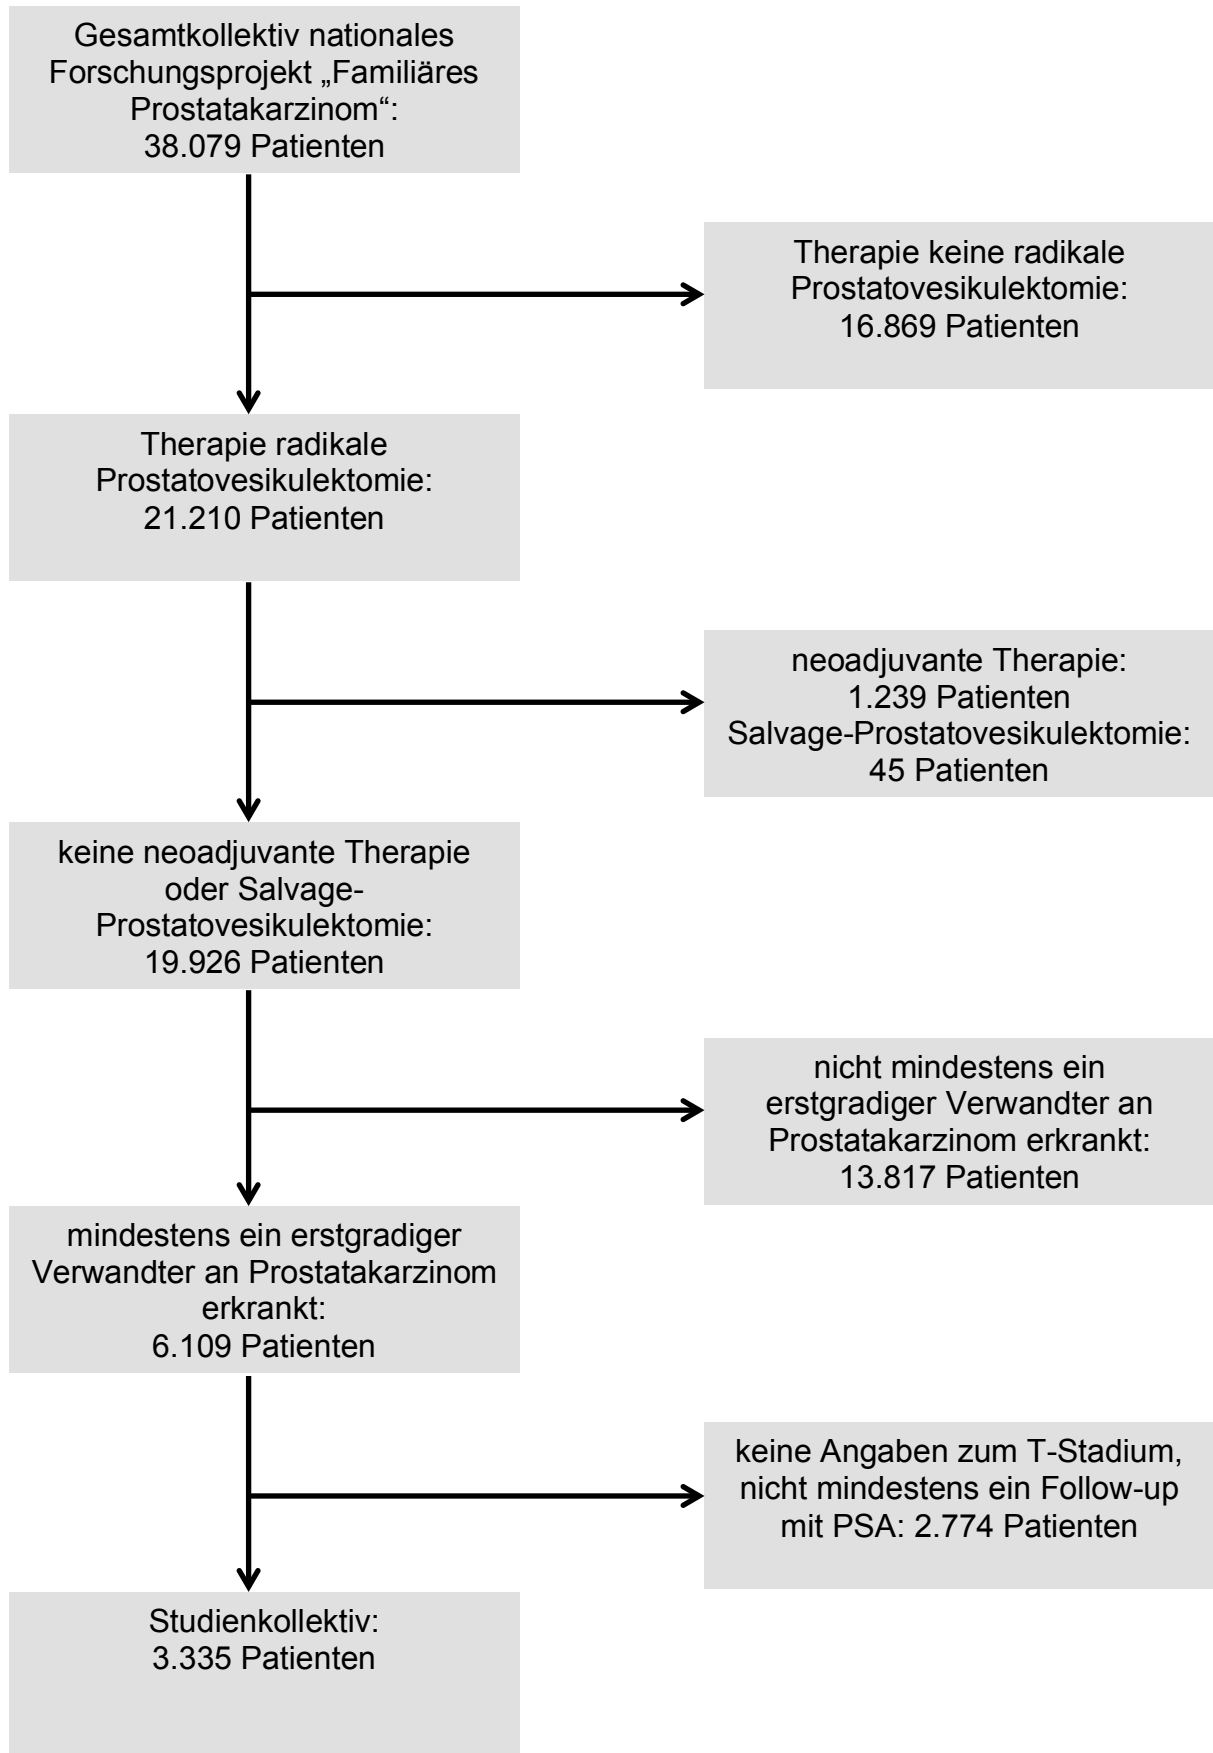 Gesamtkollektiv nationales
Forschungsprojekt „Familiäres
Prostatakarzinom“:
38.079 Patienten
Therapie keine radikale
Prostatovesikulektomie:
16.869 Patienten
Therapie radikale
Prostatovesikulektomie:
21.210 Patienten
neoadjuvante Therapie:
1.239 Patienten
Salvage-Prostatovesikulektomie:
45 Patienten
keine neoadjuvante Therapie
oder Salvage-
Prostatovesikulektomie:
19.926 Patienten
nicht mindestens ein
erstgradiger Verwandter an
Prostatakarzinom erkrankt:
13.817 Patienten
mindestens ein erstgradiger
Verwandter an Prostatakarzinom
erkrankt:
6.109 Patienten
keine Angaben zum T-Stadium,
nicht mindestens ein Follow-up
mit PSA: 2.774 Patienten
Studienkollektiv:
3.335 Patienten